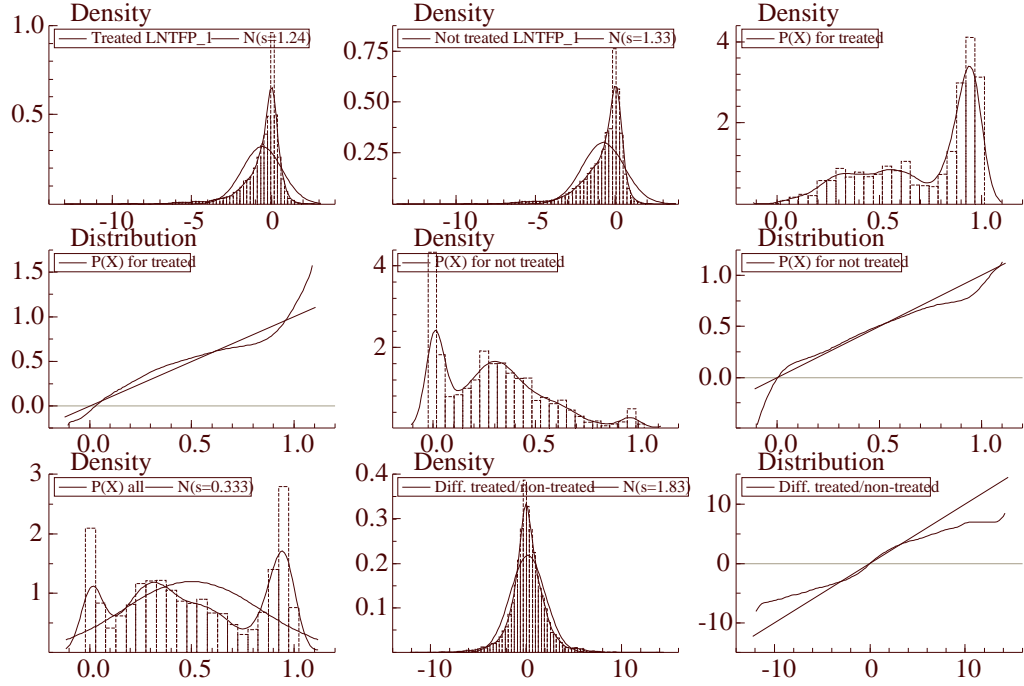 Density
Treated LNTFP_1 N(s=1.24)
1.0
0.5
-10 -5 0
Density
Not treated LNTFP_1 N(s=1.33)
0.75
0.50
0.25
-10 -5 0
Density
P(X) for treated
4
2
0.0 0.5 1.0
Distribution
P(X) for treated
1.5
1.0
0.5
0.0
0.0 0.5 1.0
Density
P(X) for not treated
4
2
0.0 0.5 1.0
Distribution
P(X) for not treated
1.0
0.5
0.0
0.0 0.5 1.0
Density
P(X) all N(s=0.333)
3
2
1
0.0 0.5 1.0
Density
Diff. treated/non-treated N(s=1.83)
0.4
0.3
0.2
0.1
-10 0 10
Distribution
Diff. treated/non-treated
10
0
-10
-10 0 10